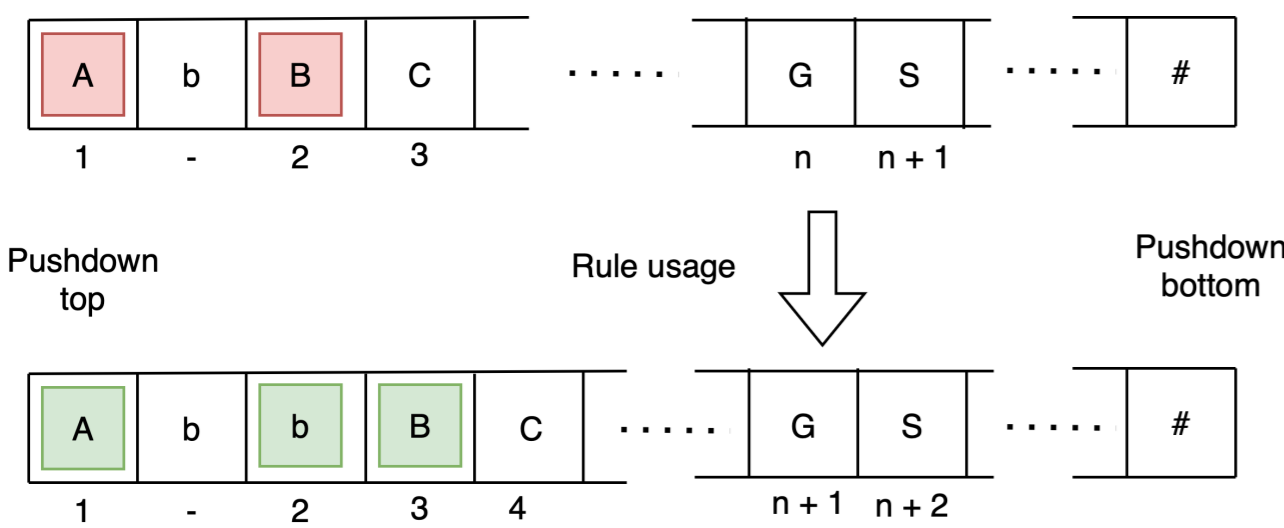 A b B C ..... G S ..... #
1 - 2 3 n n + 1
Pushdown
top
Rule usage
Pushdown
bottom
A b b B C ..... G S ..... #
1 - 2 3 4 n + 1 n + 2